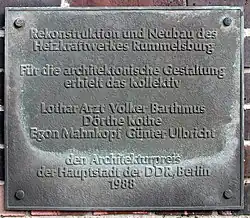 Rekonstruktion und Neubau des
Heizkraftwerkes Rummelsburg
Für die architektonische Gestaltung
erhielt das Kollektiv
Lothar Arzt Volker Barthmus
Dörthe Kothe
Egon Mahnkopf Günter Ulbricht
den Architekturpreis
der Hauptstadt der DDR, Berlin
1988